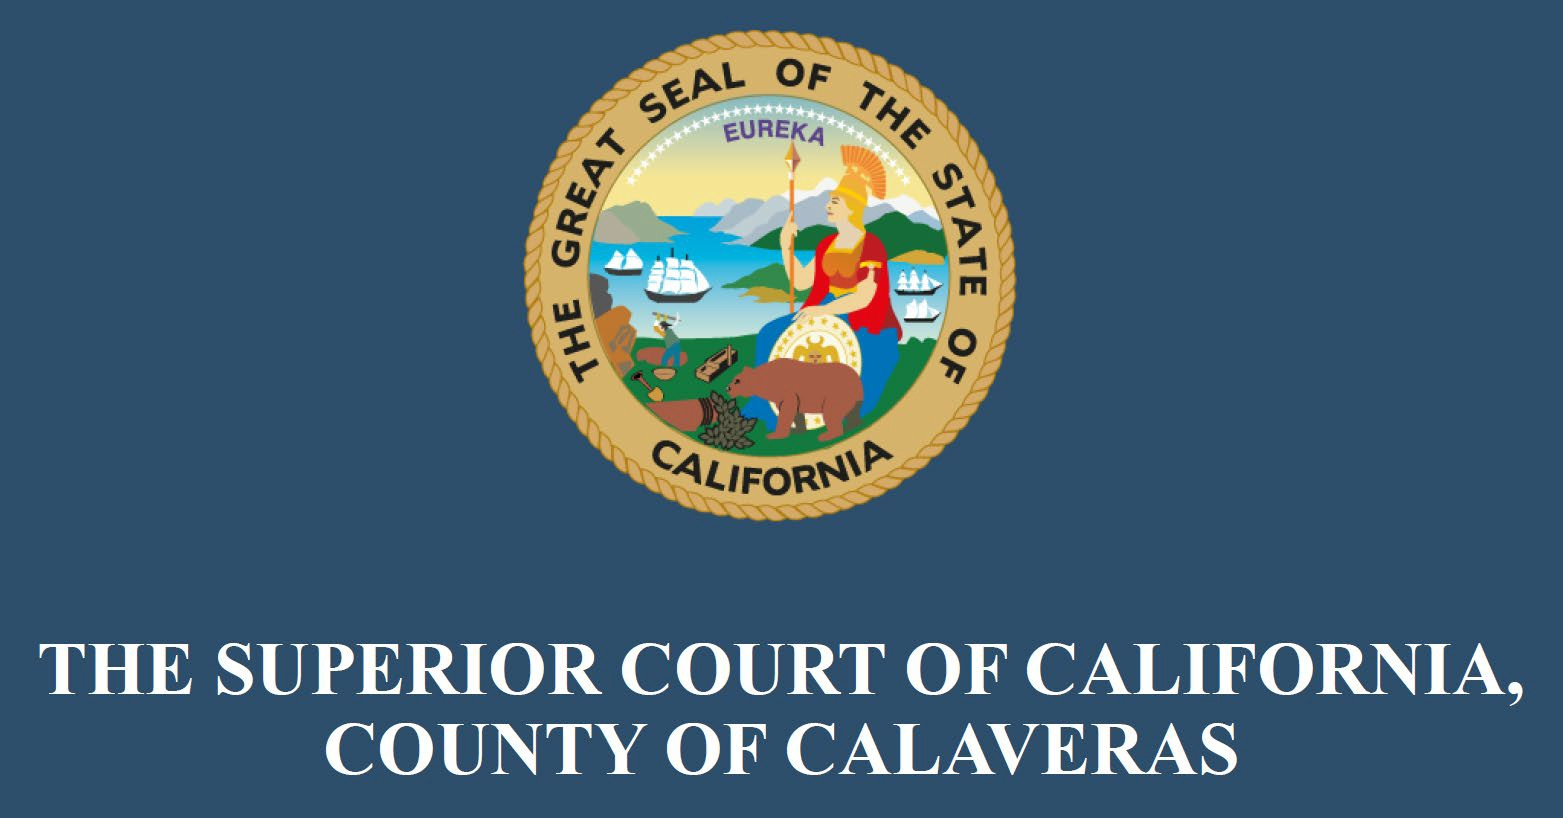 THE GREAT SEAL OF THE STATE OF CALIFORNIA
EUREKA
THE SUPERIOR COURT OF CALIFORNIA,
COUNTY OF CALAVERAS